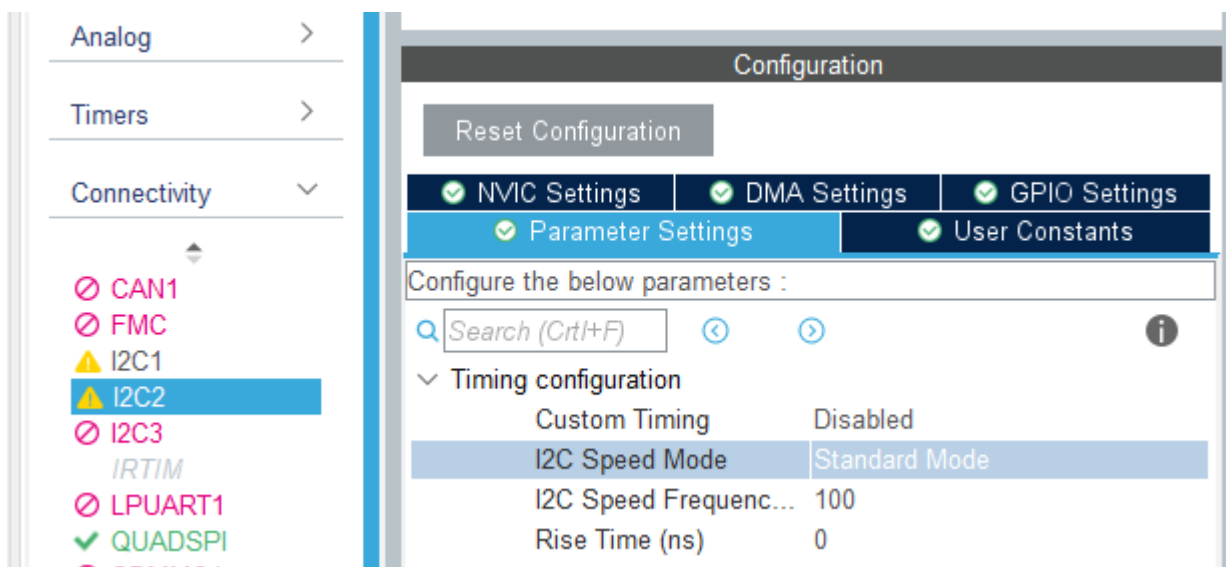 Analog
Timers
Connectivity
CAN1
FMC
I2C1
I2C2
I2C3
IRTIM
LPUART1
QUADSPI
Configuration
Reset Configuration
NVIC Settings
DMA Settings
GPIO Settings
Parameter Settings
User Constants
Configure the below parameters :
Search (Crtl+F)
Timing configuration
Custom Timing Disabled
I2C Speed Mode Standard Mode
I2C Speed Frequenc... 100
Rise Time (ns) 0